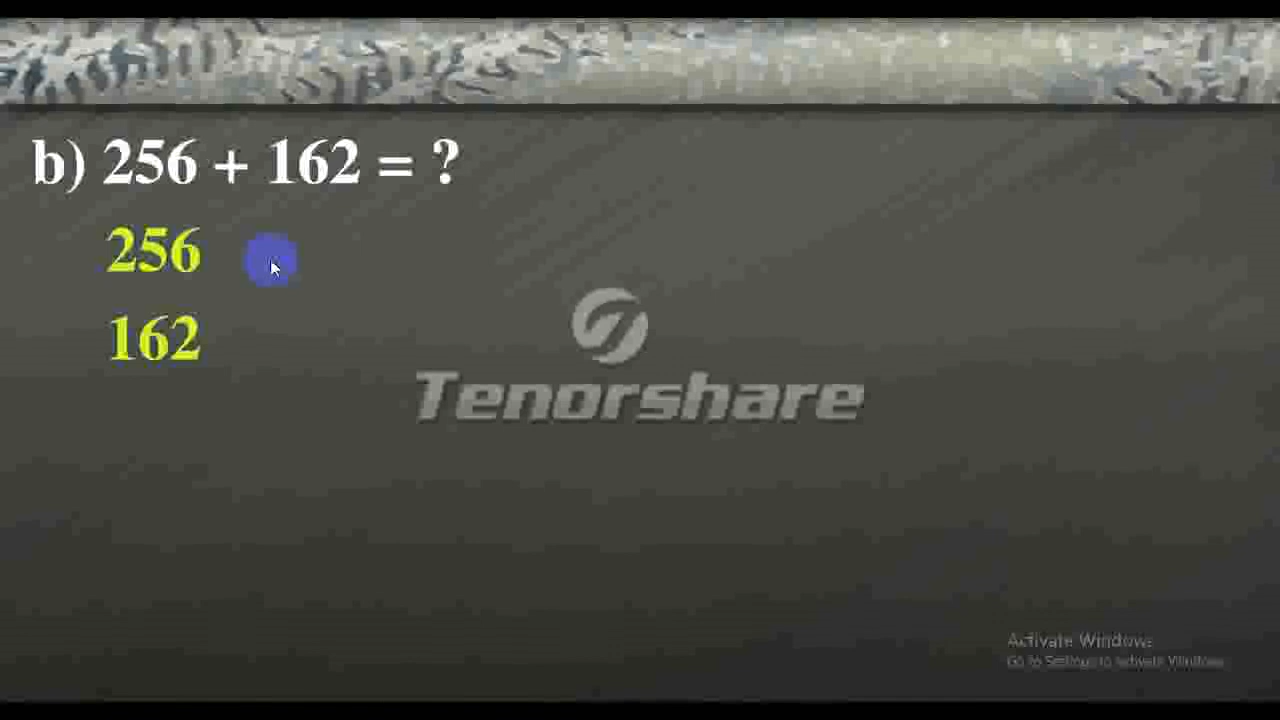 b) 256 + 162 = ?
256
162
Tenorshare
Activate Windows
Go to Settings to activate Windows.